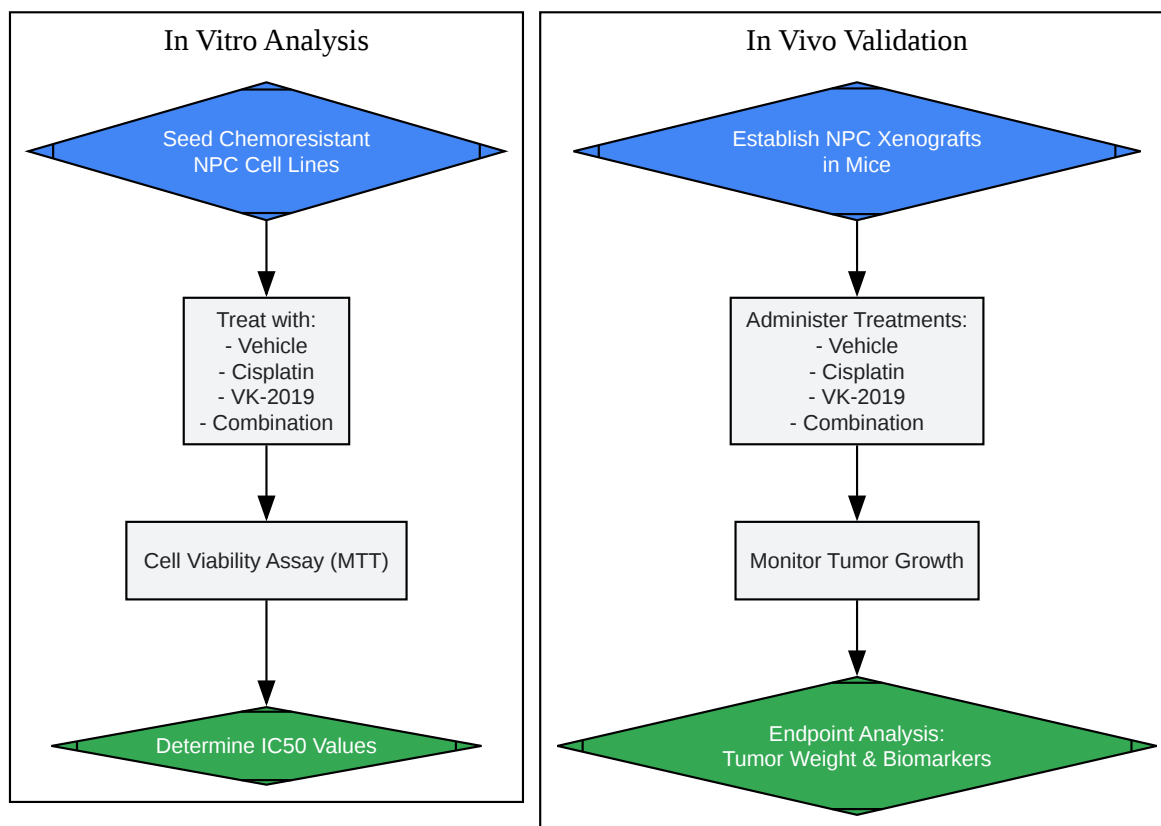 In Vitro Analysis
Seed Chemoresistant
NPC Cell Lines
Treat with:
- Vehicle
- Cisplatin
- VK-2019
- Combination
Cell Viability Assay (MTT)
Determine IC50 Values
In Vivo Validation
Establish NPC Xenografts
in Mice
Administer Treatments:
- Vehicle
- Cisplatin
- VK-2019
- Combination
Monitor Tumor Growth
Endpoint Analysis:
Tumor Weight & Biomarkers